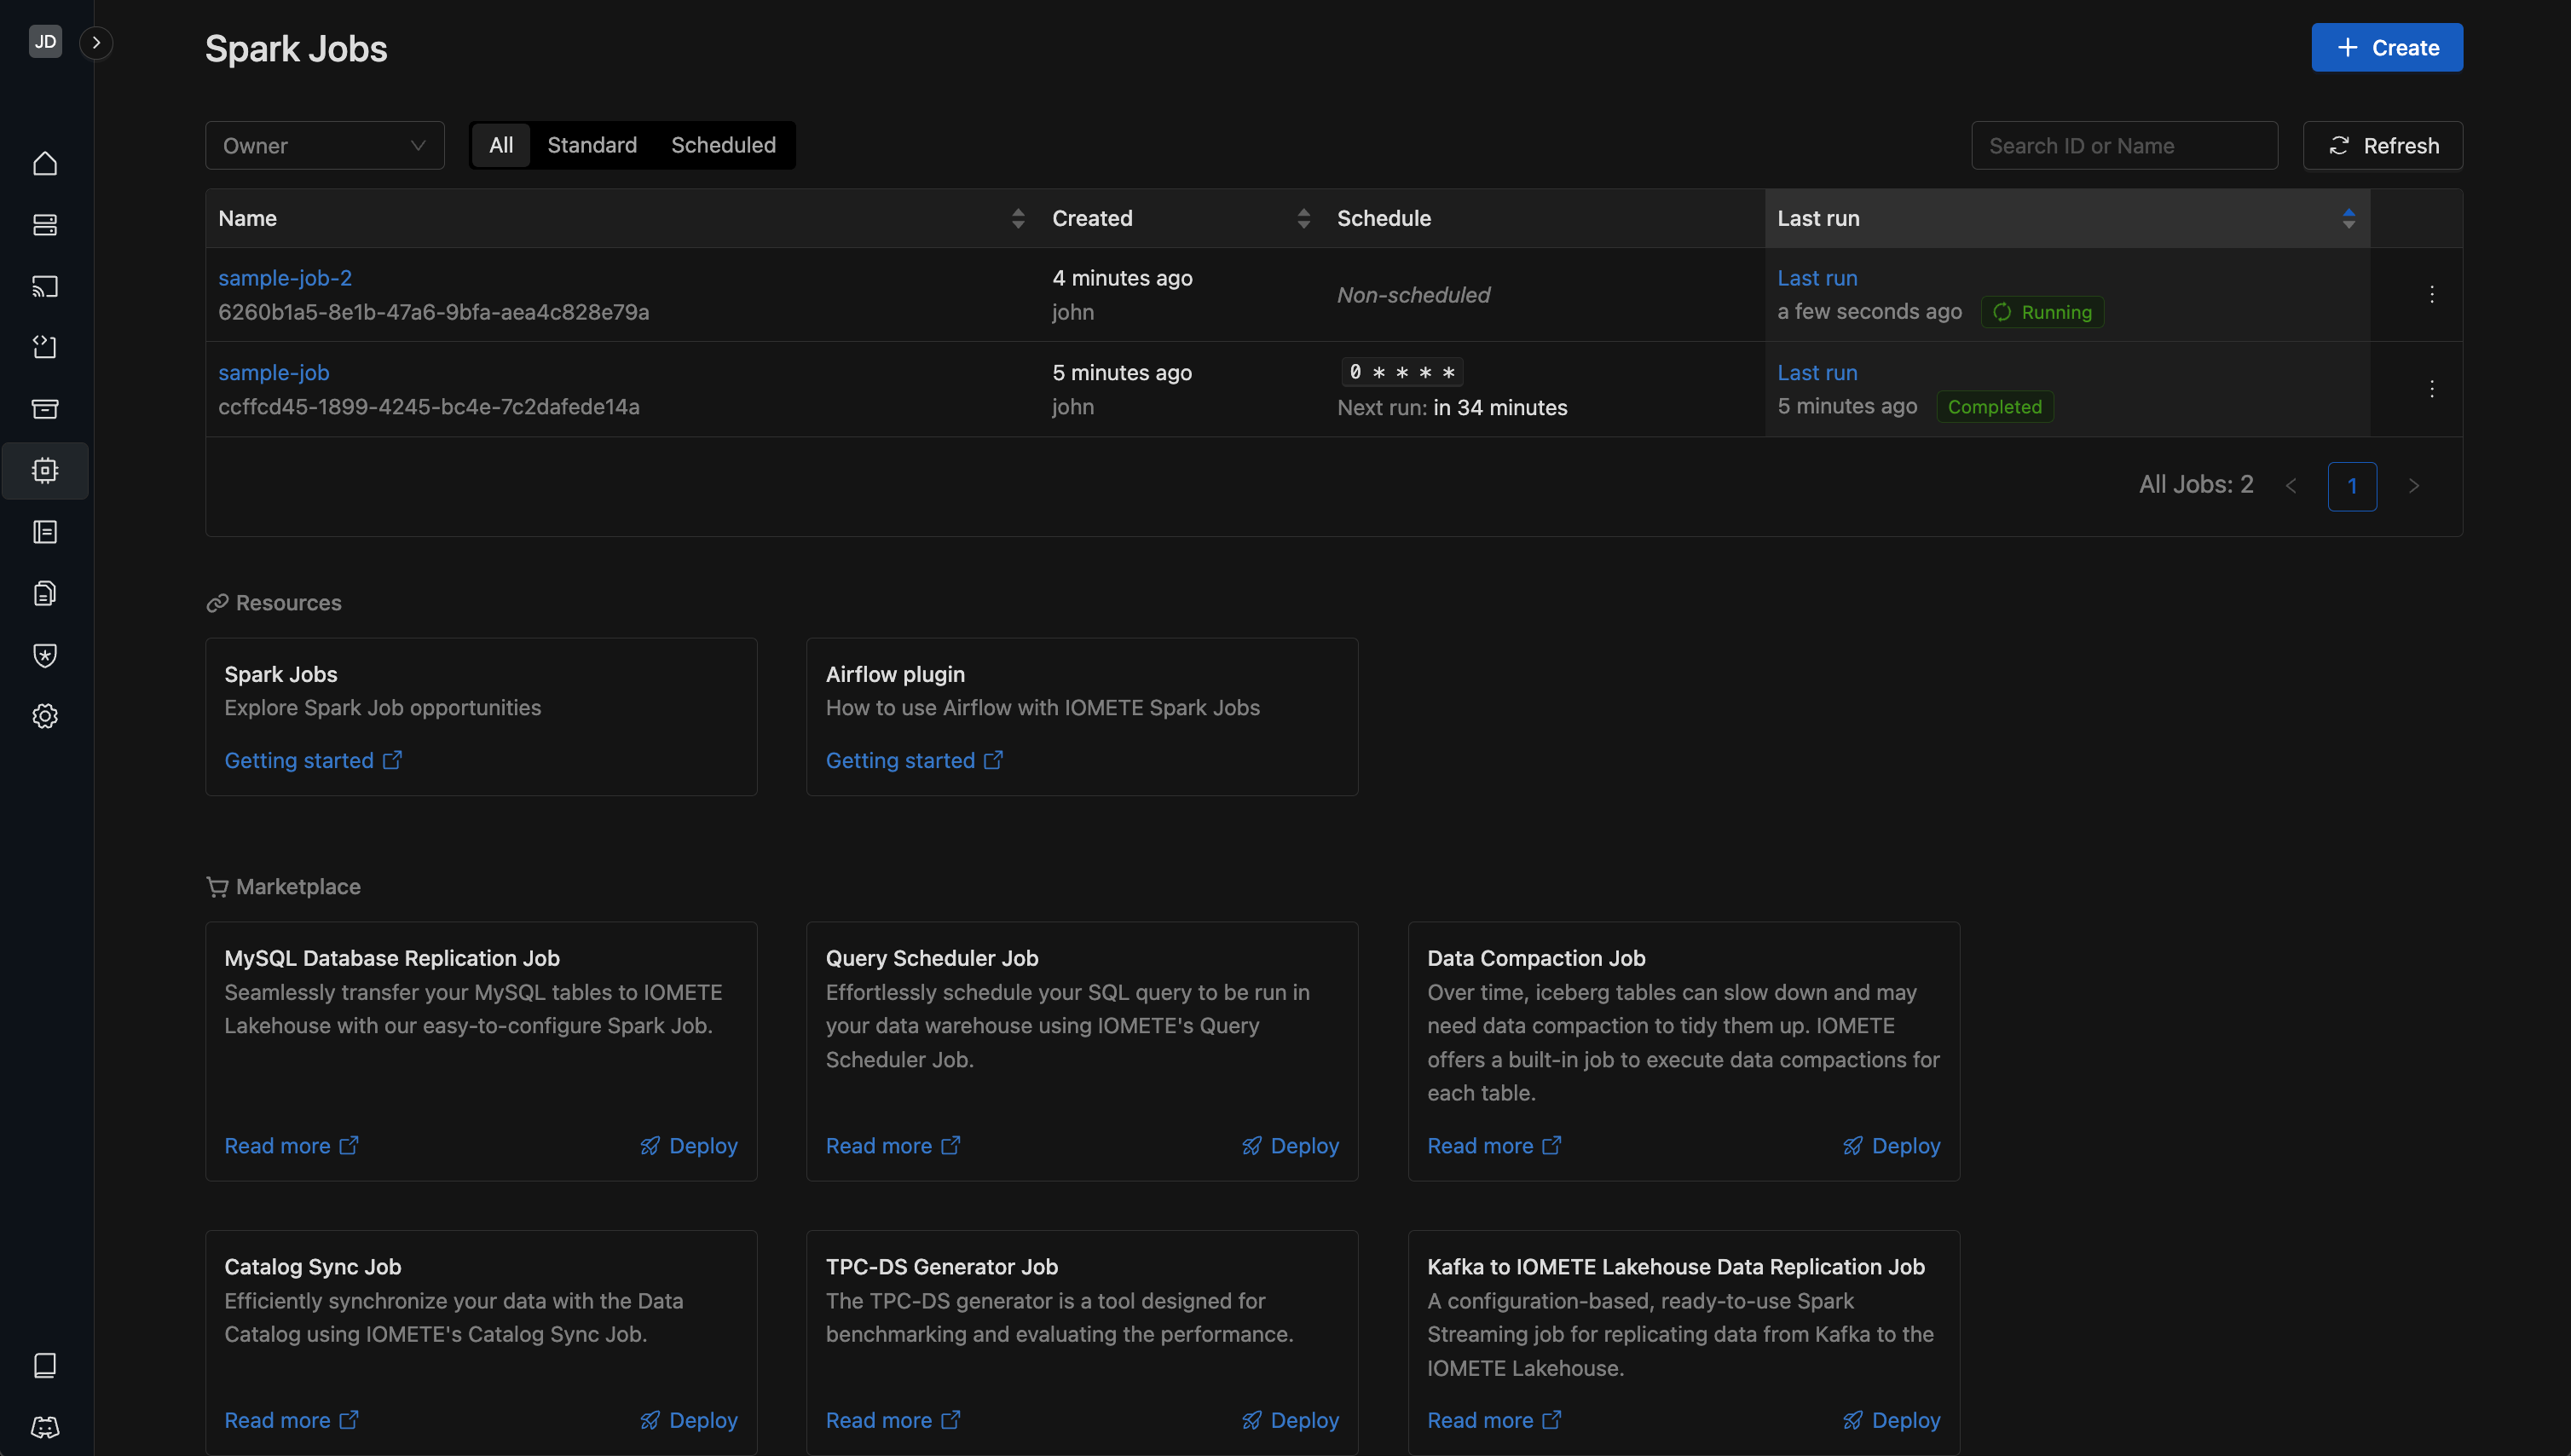 JD
Spark Jobs
Create
Owner
All Standard Scheduled
Search ID or Name
Refresh
Name Created Schedule Last run
sample-job-2 4 minutes ago Last run
6260b1a5-8e1b-47a6-9bfa-aea4c828e79a john Non-scheduled a few seconds ago Running
sample-job 5 minutes ago 0 * * * * Last run
ccffcd45-1899-4245-bc4e-7c2dafede14a john Next run: in 34 minutes 5 minutes ago Completed
All Jobs: 2 < 1 >
Resources
Spark Jobs
Explore Spark Job opportunities
Getting started
Airflow plugin
How to use Airflow with IOMETE Spark Jobs
Getting started
Marketplace
MySQL Database Replication Job
Seamlessly transfer your MySQL tables to IOMETE
Lakehouse with our easy-to-configure Spark Job.
Read more Deploy
Query Scheduler Job
Effortlessly schedule your SQL query to be run in
your data warehouse using IOMETE's Query
Scheduler Job.
Read more Deploy
Data Compaction Job
Over time, iceberg tables can slow down and may
need data compaction to tidy them up. IOMETE
offers a built-in job to execute data compactions for
each table.
Read more Deploy
Catalog Sync Job
Efficiently synchronize your data with the Data
Catalog using IOMETE's Catalog Sync Job.
Read more Deploy
TPC-DS Generator Job
The TPC-DS generator is a tool designed for
benchmarking and evaluating the performance.
Read more Deploy
Kafka to IOMETE Lakehouse Data Replication Job
A configuration-based, ready-to-use Spark
Streaming job for replicating data from Kafka to the
IOMETE Lakehouse.
Read more Deploy